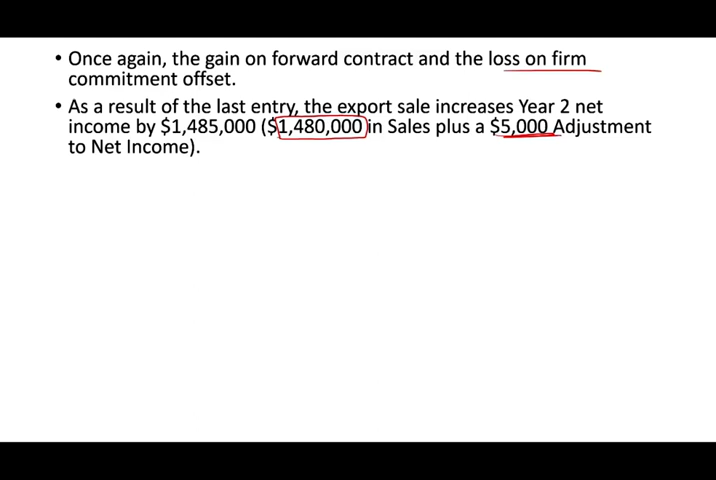 • Once again, the gain on forward contract and the loss on firm
commitment offset.
• As a result of the last entry, the export sale increases Year 2 net
income by $1,485,000 ($1,480,000 in Sales plus a $5,000 Adjustment
to Net Income).